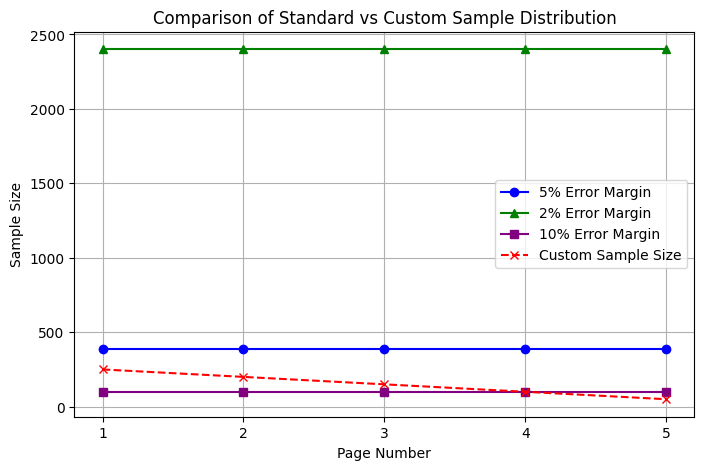 Comparison of Standard vs Custom Sample Distribution
2500
2000
1500
1000
500
0
Sample Size
5% Error Margin
2% Error Margin
10% Error Margin
Custom Sample Size
1 2 3 4 5
Page Number